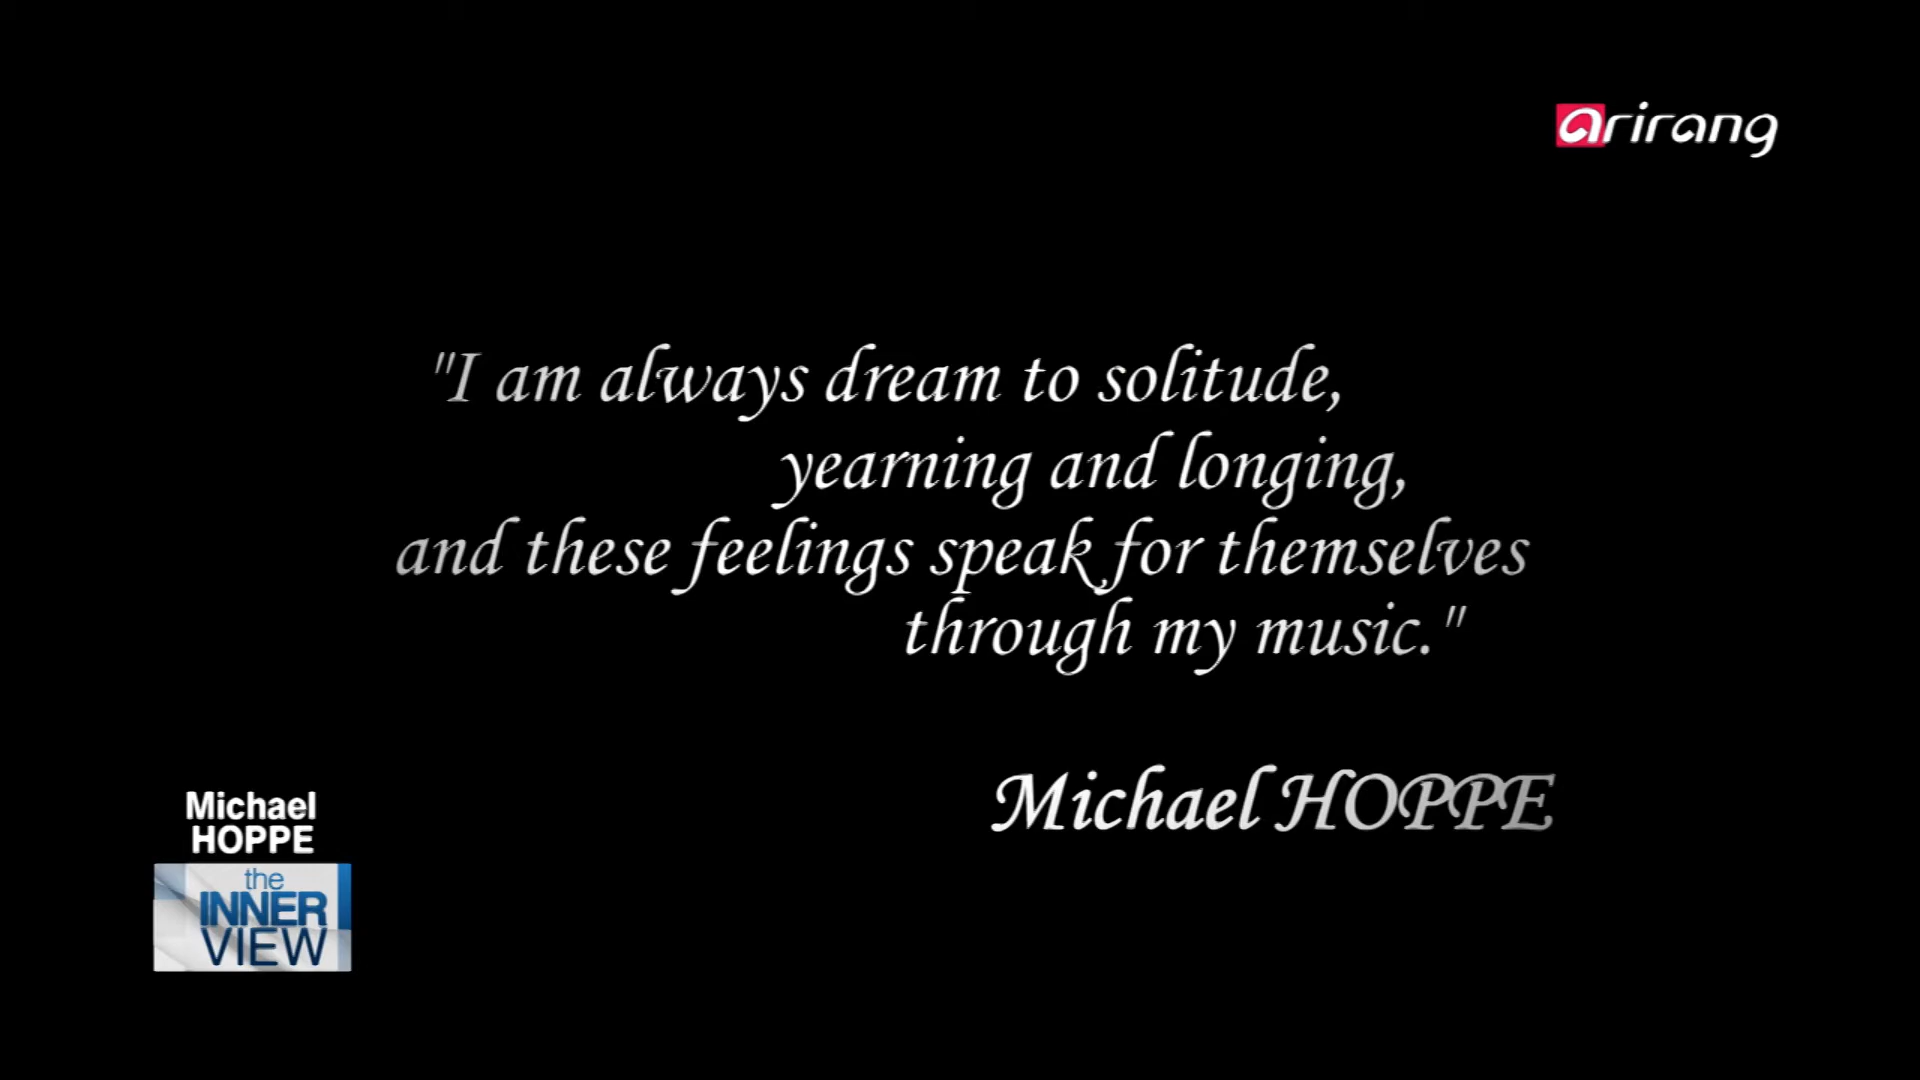 arirang
"I am always dream to solitude,
yearning and longing,
and these feelings speak for themselves
through my music."
Michael HOPPE
Michael
HOPPE
the
INNER
VIEW